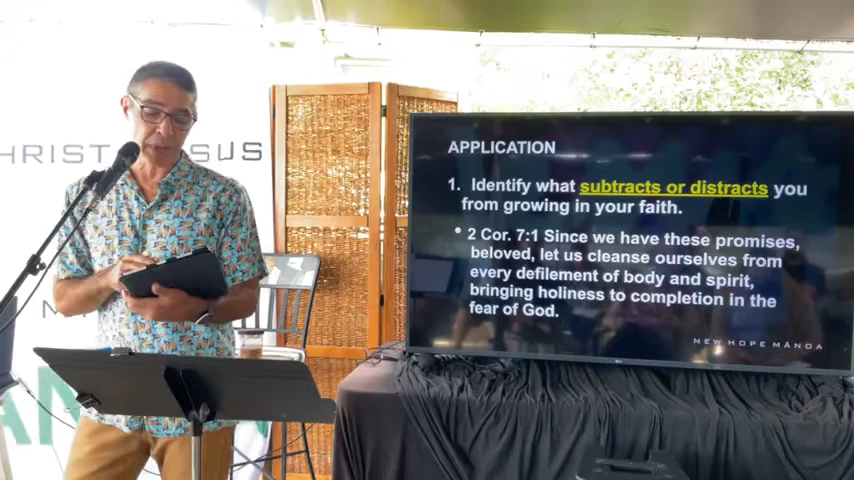 CHRIST
SUS
APPLICATION
1. Identify what subtracts or distracts you
from growing in your faith.
• 2 Cor. 7:1 Since we have these promises,
beloved, let us cleanse ourselves from
every defilement of body and spirit,
bringing holiness to completion in the
fear of God.
NEW HOPE MĀNOA
LG